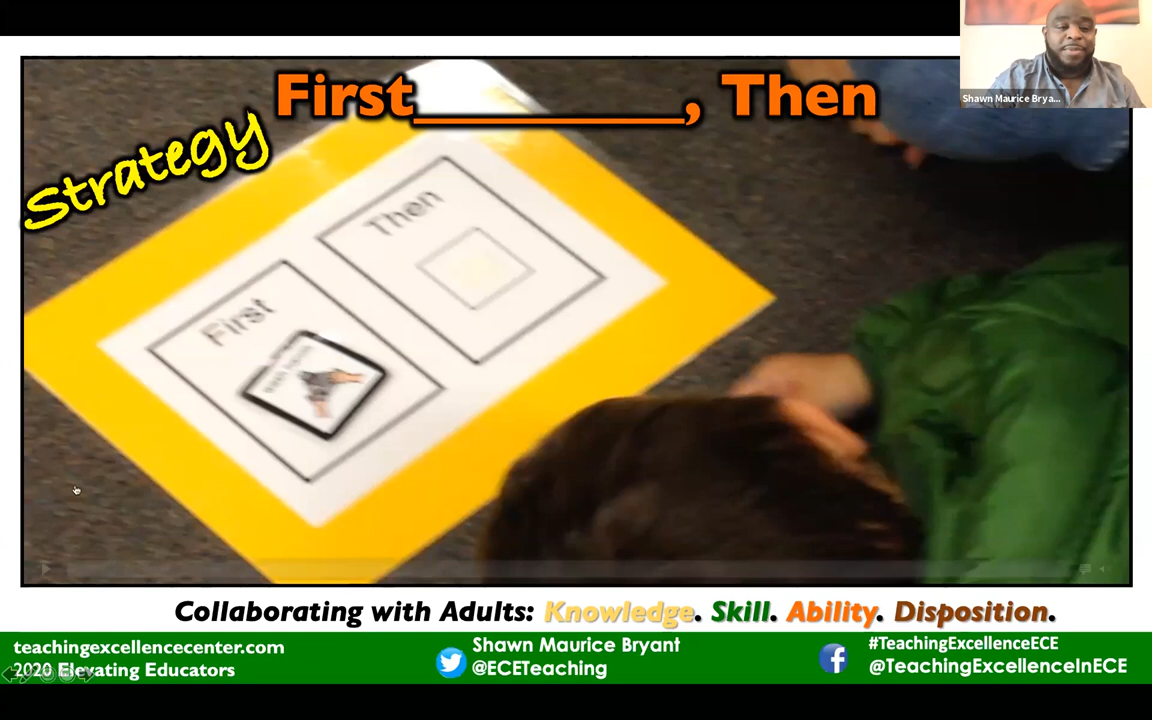 First________, Then
Strategy
Then
First
Shawn Maurice Brya...
Collaborating with Adults: Knowledge. Skill. Ability. Disposition.
teachingexcellencecenter.com
2020 Elevating Educators
Shawn Maurice Bryant
@ECETeaching
#TeachingExcellenceECE
@TeachingExcellenceInECE